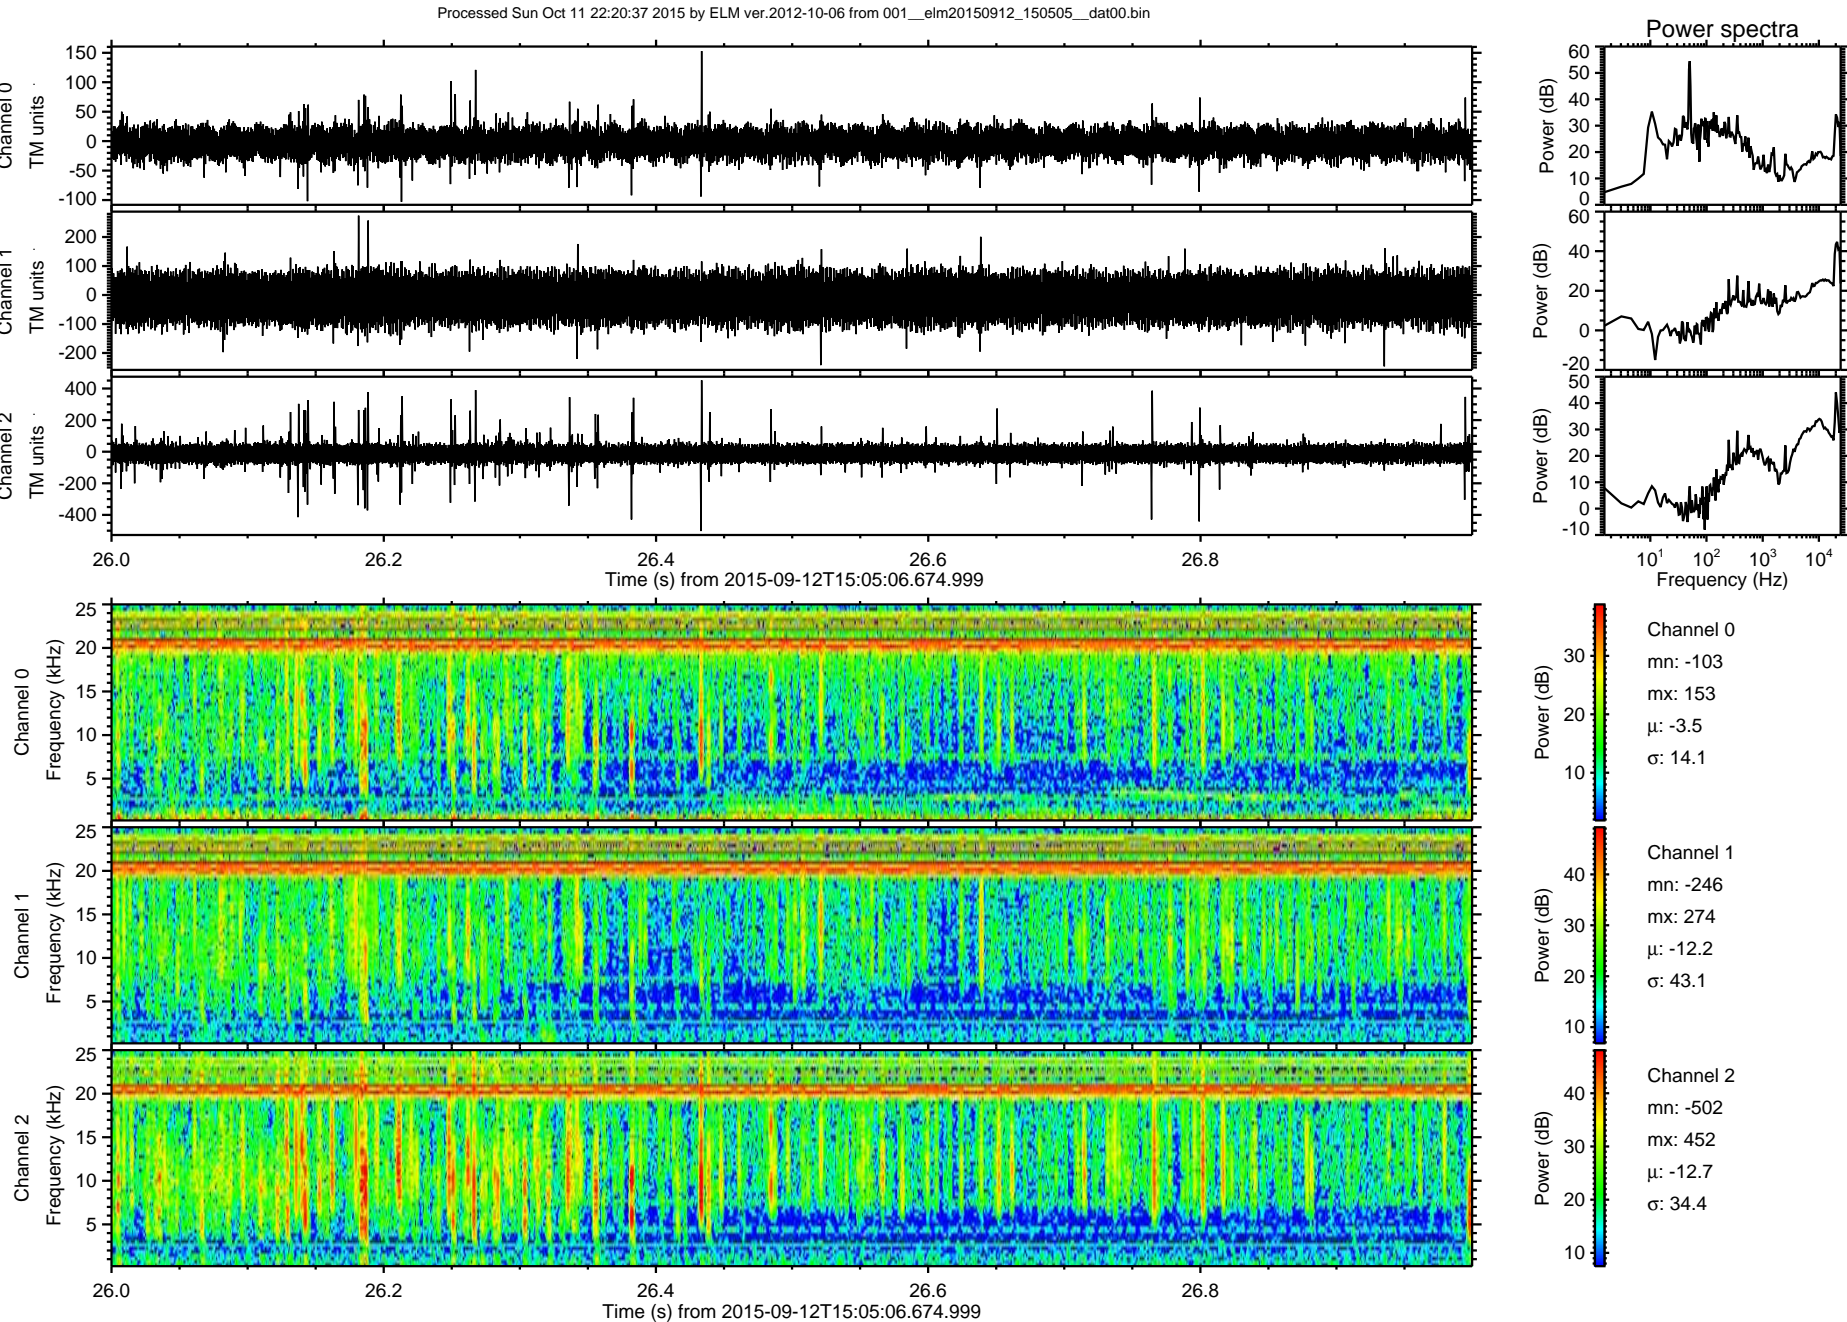 Processed Sun Oct 11 22:20:37 2015 by ELM ver.2012-10-06 from 001__elm20150912_150505__dat00.bin
Power spectra
Channel 0
TM units
150
100
50
0
-50
-100
Power (dB)
60
50
40
30
20
10
0
Channel 1
TM units
200
100
0
-100
-200
Power (dB)
60
40
20
0
-20
Channel 2
TM units
400
200
0
-200
-400
Power (dB)
50
40
30
20
10
0
-10
26.0 26.2 26.4 26.6 26.8
Time (s) from 2015-09-12T15:05:06.674.999
10^1 10^2 10^3 10^4
Frequency (Hz)
Channel 0
Frequency (kHz)
25
20
15
10
5
Power (dB)
30
20
10
Channel 0
mn: -103
mx: 153
μ: -3.5
σ: 14.1
Channel 1
Frequency (kHz)
25
20
15
10
5
Power (dB)
40
30
20
10
Channel 1
mn: -246
mx: 274
μ: -12.2
σ: 43.1
Channel 2
Frequency (kHz)
25
20
15
10
5
Power (dB)
40
30
20
10
Channel 2
mn: -502
mx: 452
μ: -12.7
σ: 34.4
26.0 26.2 26.4 26.6 26.8
Time (s) from 2015-09-12T15:05:06.674.999